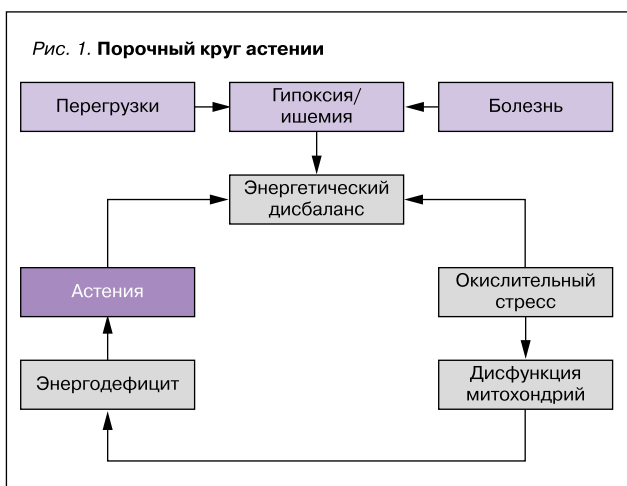 Рис. 1. Порочный круг астении
Перегрузки
Гипоксия/
ишемия
Болезнь
Энергетический
дисбаланс
Астения
Окислительный
стресс
Энергодефицит
Дисфункция
митохондрий